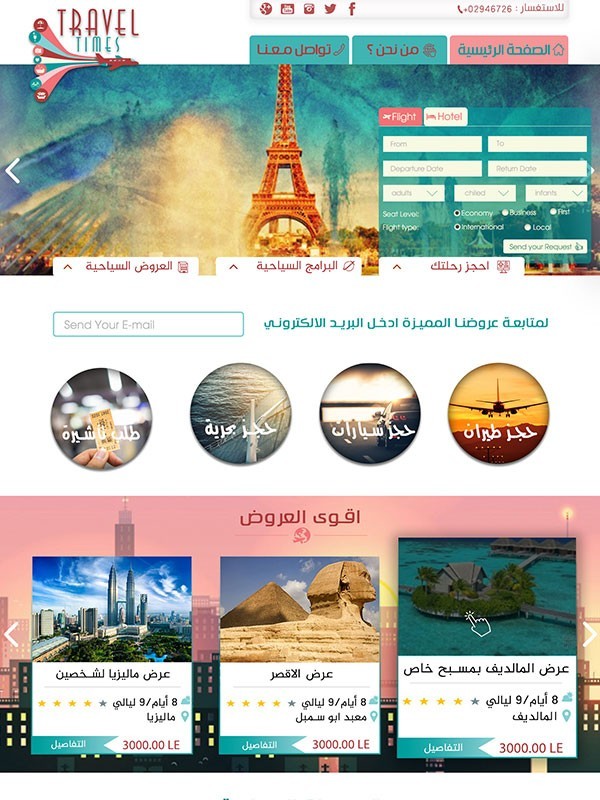 TRAVEL
TIMES
للاستفسار : 02946726+
الصفحة الرئيسية
من نحن ؟
تواصل معنا
Flight
Hotel
From
To
Departure Date
Return Date
adults
chiled
infants
Seat Level:
Economy
Business
First
Flight type:
International
Local
Send your Request
احجز رحلتك
البرامج السياحية
العروض السياحية
لمتابعة عروضنا المميزة ادخل البريد الالكتروني
Send Your E-mail
حجز طيران
حجز سيارات
حجز بحرية
طلب تاشيرة
اقوى العروض
عرض المالديف بمسبح خاص
8 أيام/9 ليالي
المالديف
3000.00 LE
التفاصيل
عرض الاقصر
8 أيام/9 ليالي
معبد ابو سمبل
3000.00 LE
التفاصيل
عرض ماليزيا لشخصين
8 أيام/9 ليالي
ماليزيا
3000.00 LE
التفاصيل